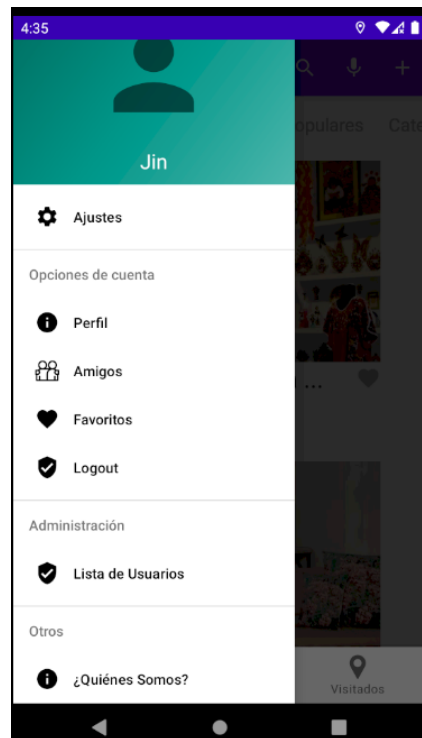 4:35
Jin
Ajustes
Opciones de cuenta
Perfil
Amigos
Favoritos
Logout
Administración
Lista de Usuarios
Otros
¿Quiénes Somos?
opulares Cate
...
Visitados